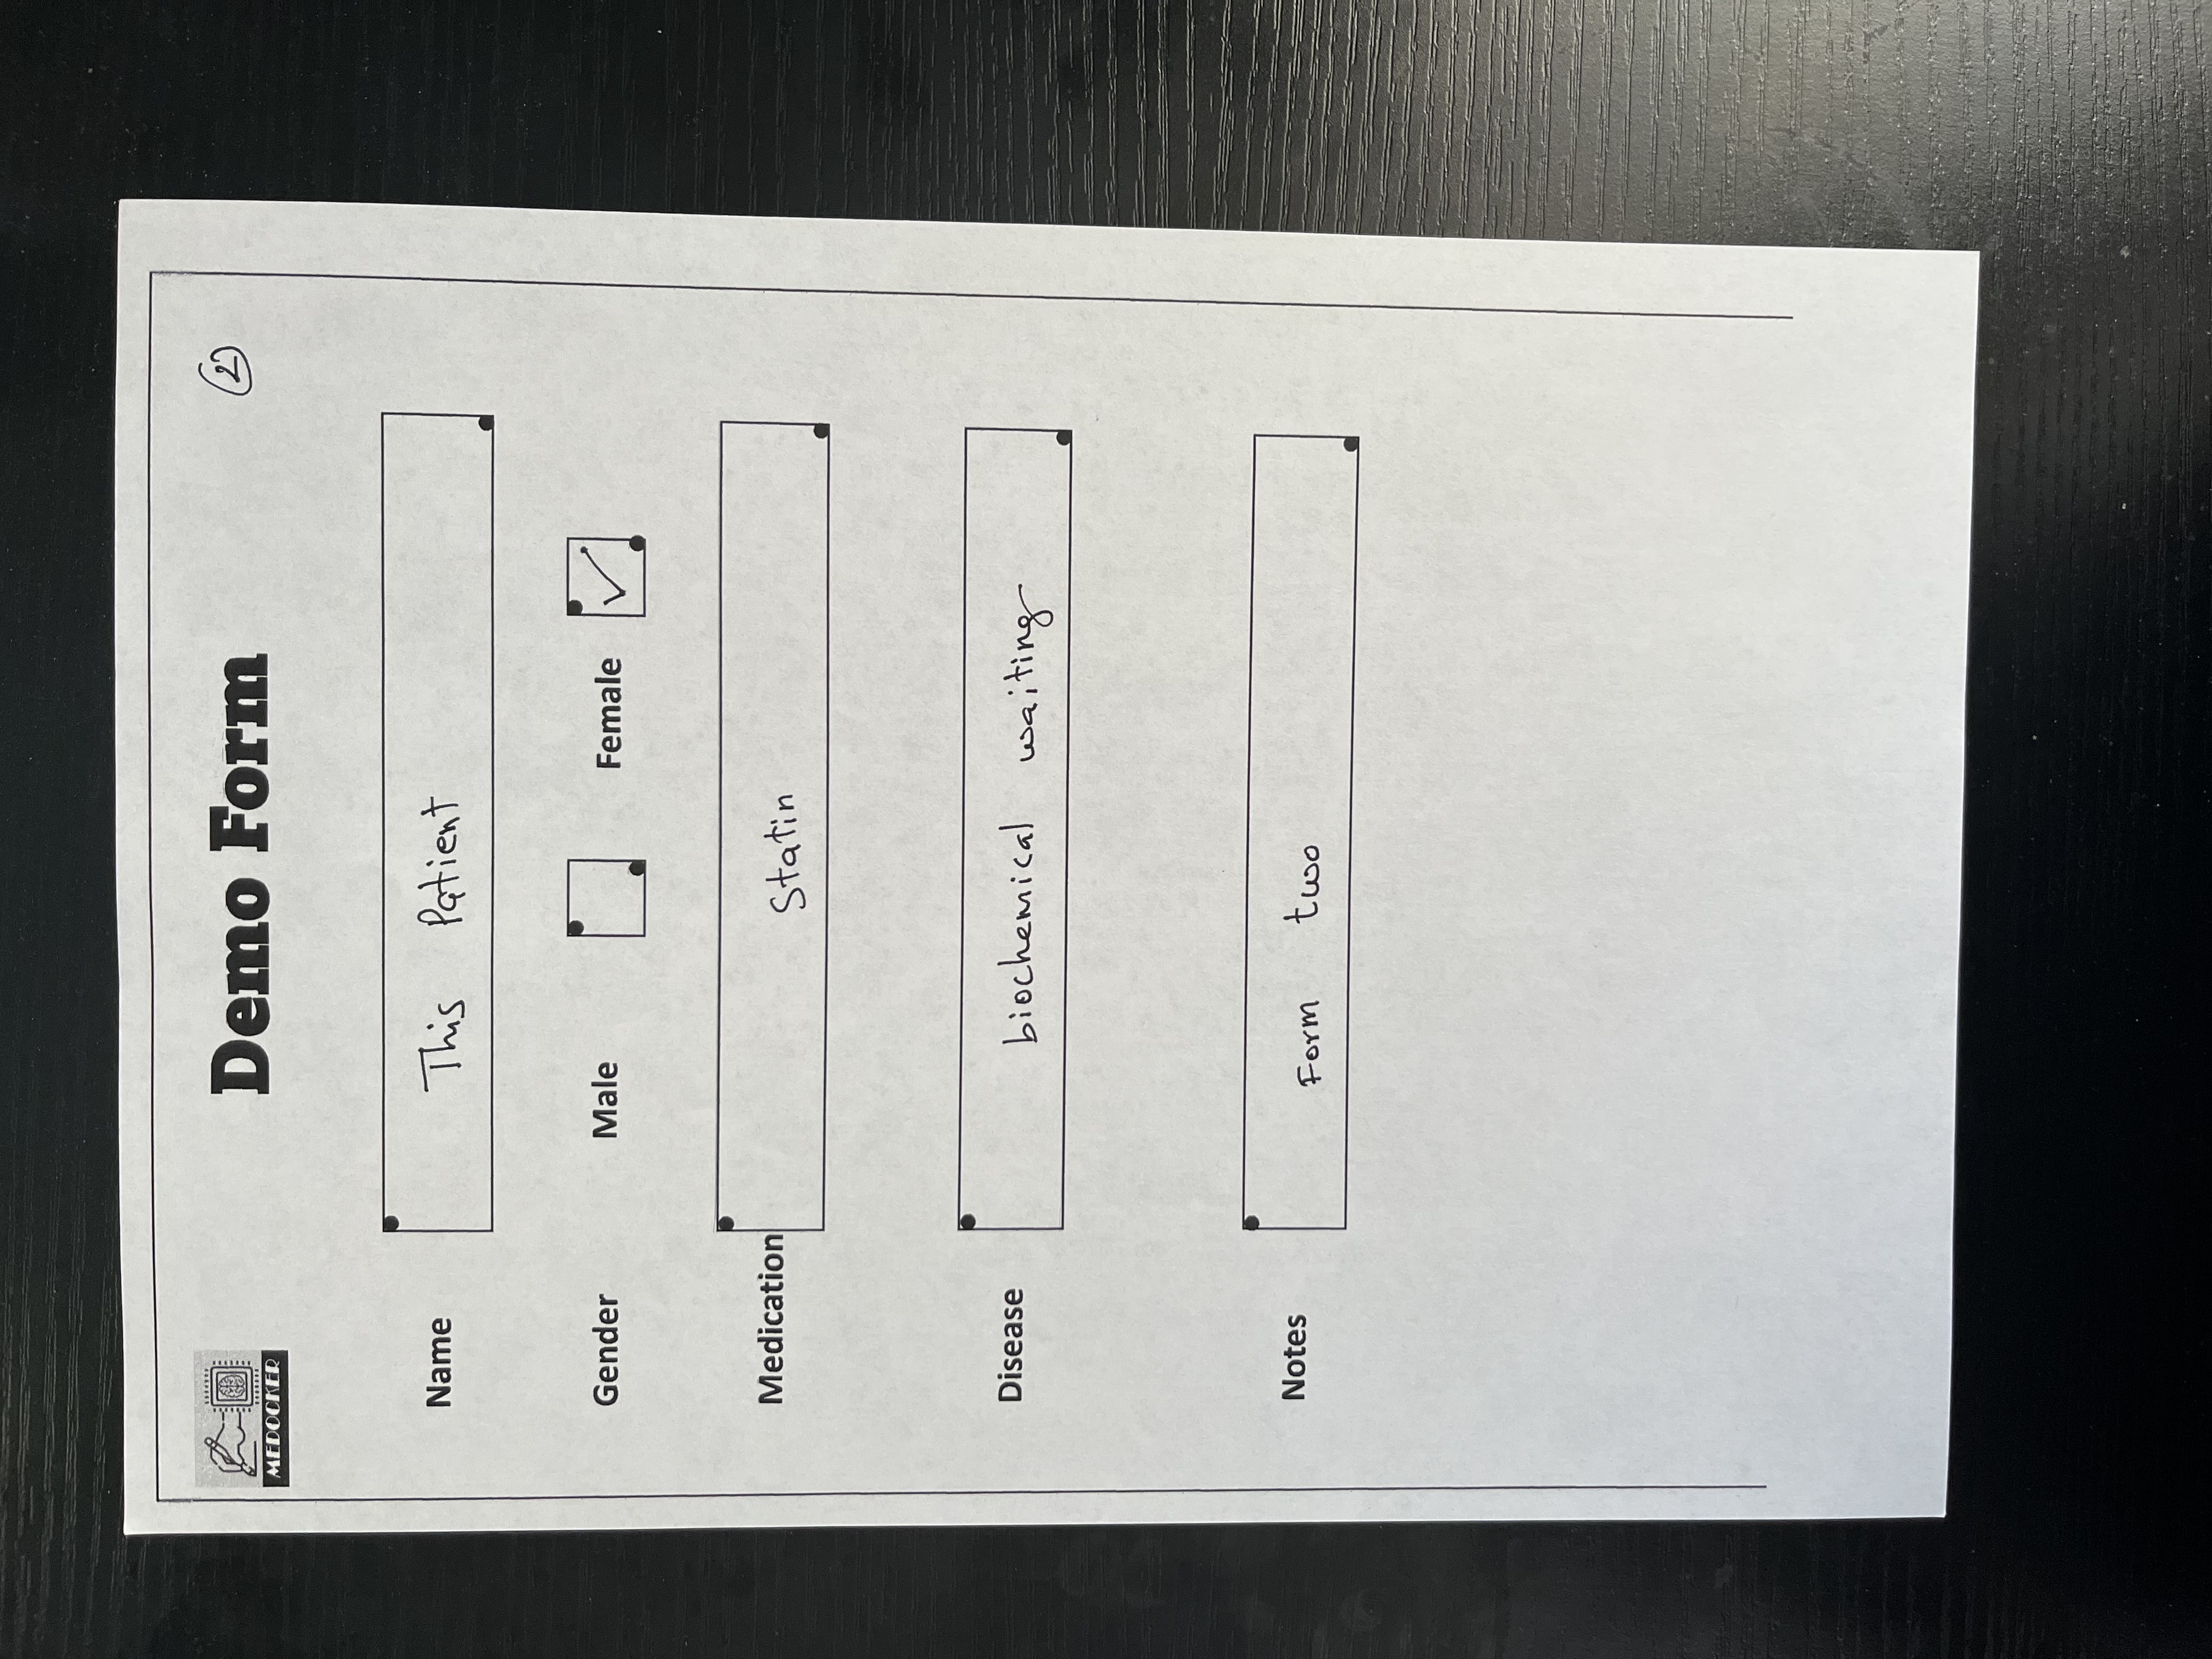 MEDOCKER
Demo Form
2
Name This Patient
Gender Male Female
Medication Statin
Disease biochemical waiting
Notes Form two